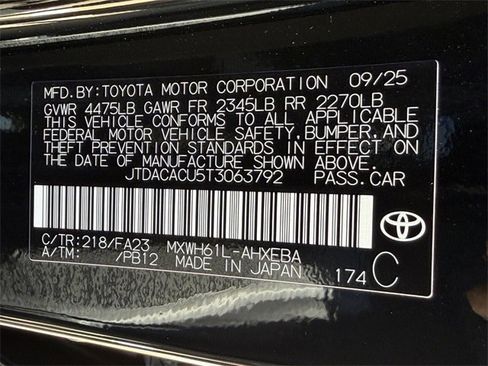 MFD.BY:TOYOTA MOTOR CORPORATION 09/25
GVWR 4475LB GAWR FR 2345LB RR 2270LB
THIS VEHICLE CONFORMS TO ALL APPLICABLE
FEDERAL MOTOR VEHICLE SAFETY, BUMPER, AND
THEFT PREVENTION STANDARDS IN EFFECT ON
THE DATE OF MANUFACTURE SHOWN ABOVE.
JTDACACU5T3063792 PASS.CAR
C/TR:218/FA23 MXWH61L-AHXEBA
A/TM: /PB12 MADE IN JAPAN 174 C